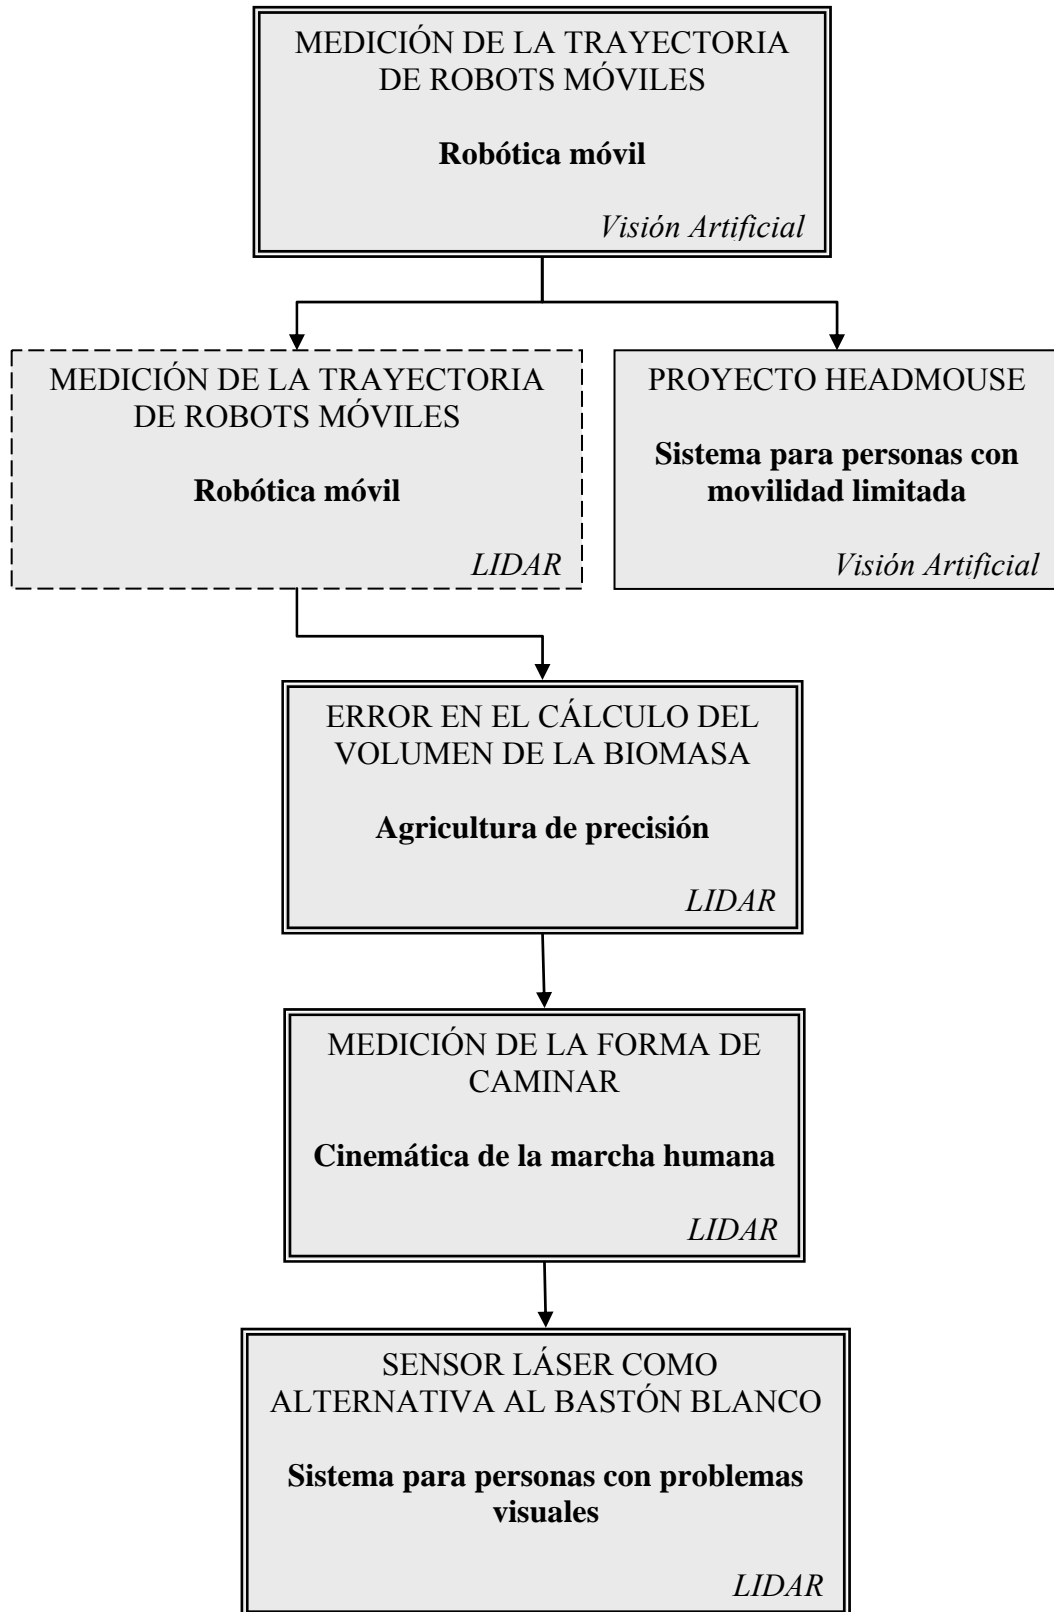 MEDICIÓN DE LA TRAYECTORIA
DE ROBOTS MÓVILES
Robótica móvil
Visión Artificial
MEDICIÓN DE LA TRAYECTORIA
DE ROBOTS MÓVILES
Robótica móvil
LIDAR
PROYECTO HEADMOUSE
Sistema para personas con
movilidad limitada
Visión Artificial
ERROR EN EL CÁLCULO DEL
VOLUMEN DE LA BIOMASA
Agricultura de precisión
LIDAR
MEDICIÓN DE LA FORMA DE
CAMINAR
Cinemática de la marcha humana
LIDAR
SENSOR LÁSER COMO
ALTERNATIVA AL BASTÓN BLANCO
Sistema para personas con problemas
visuales
LIDAR